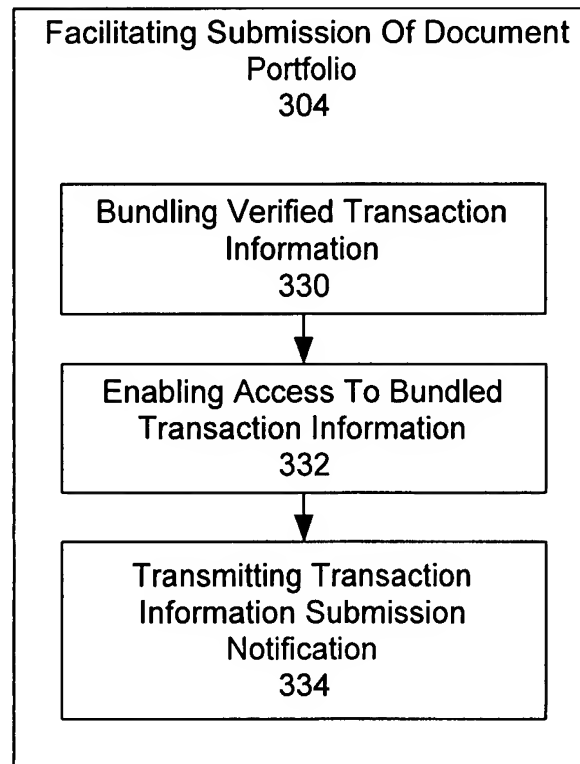 Facilitating Submission Of Document
Portfolio
304
Bundling Verified Transaction
Information
330
Enabling Access To Bundled
Transaction Information
332
Transmitting Transaction
Information Submission
Notification
334